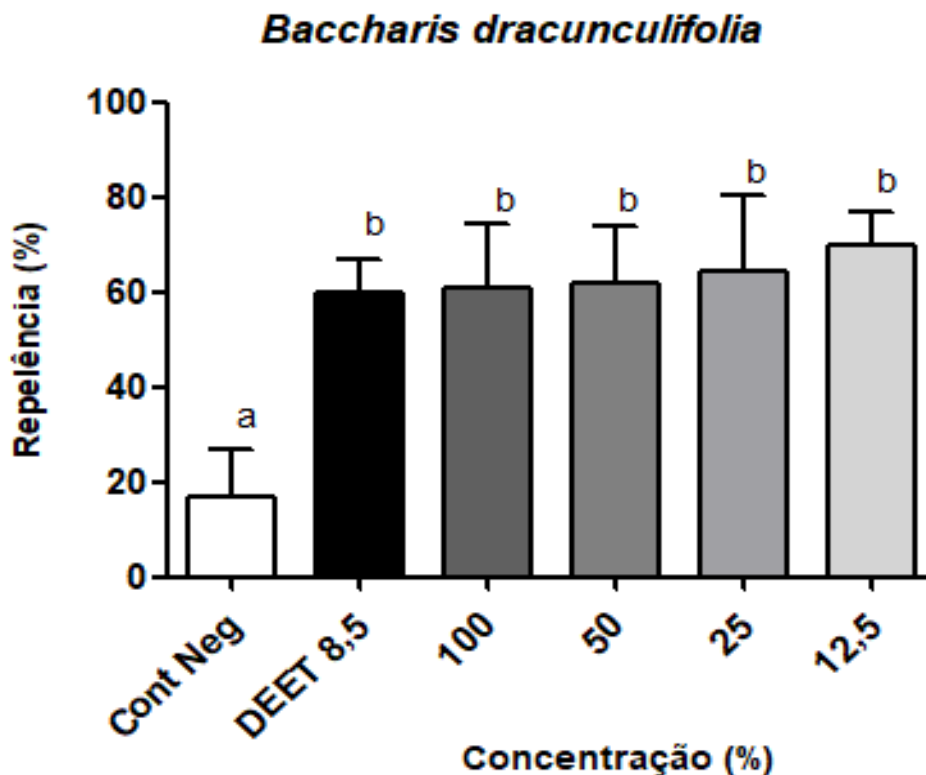 Baccharis dracunculifolia
Repelência (%)
100
80
60
40
20
0
a
b
b
b
b
b
Cont Neg
DEET 8,5
100
50
25
12,5
Concentração (%)